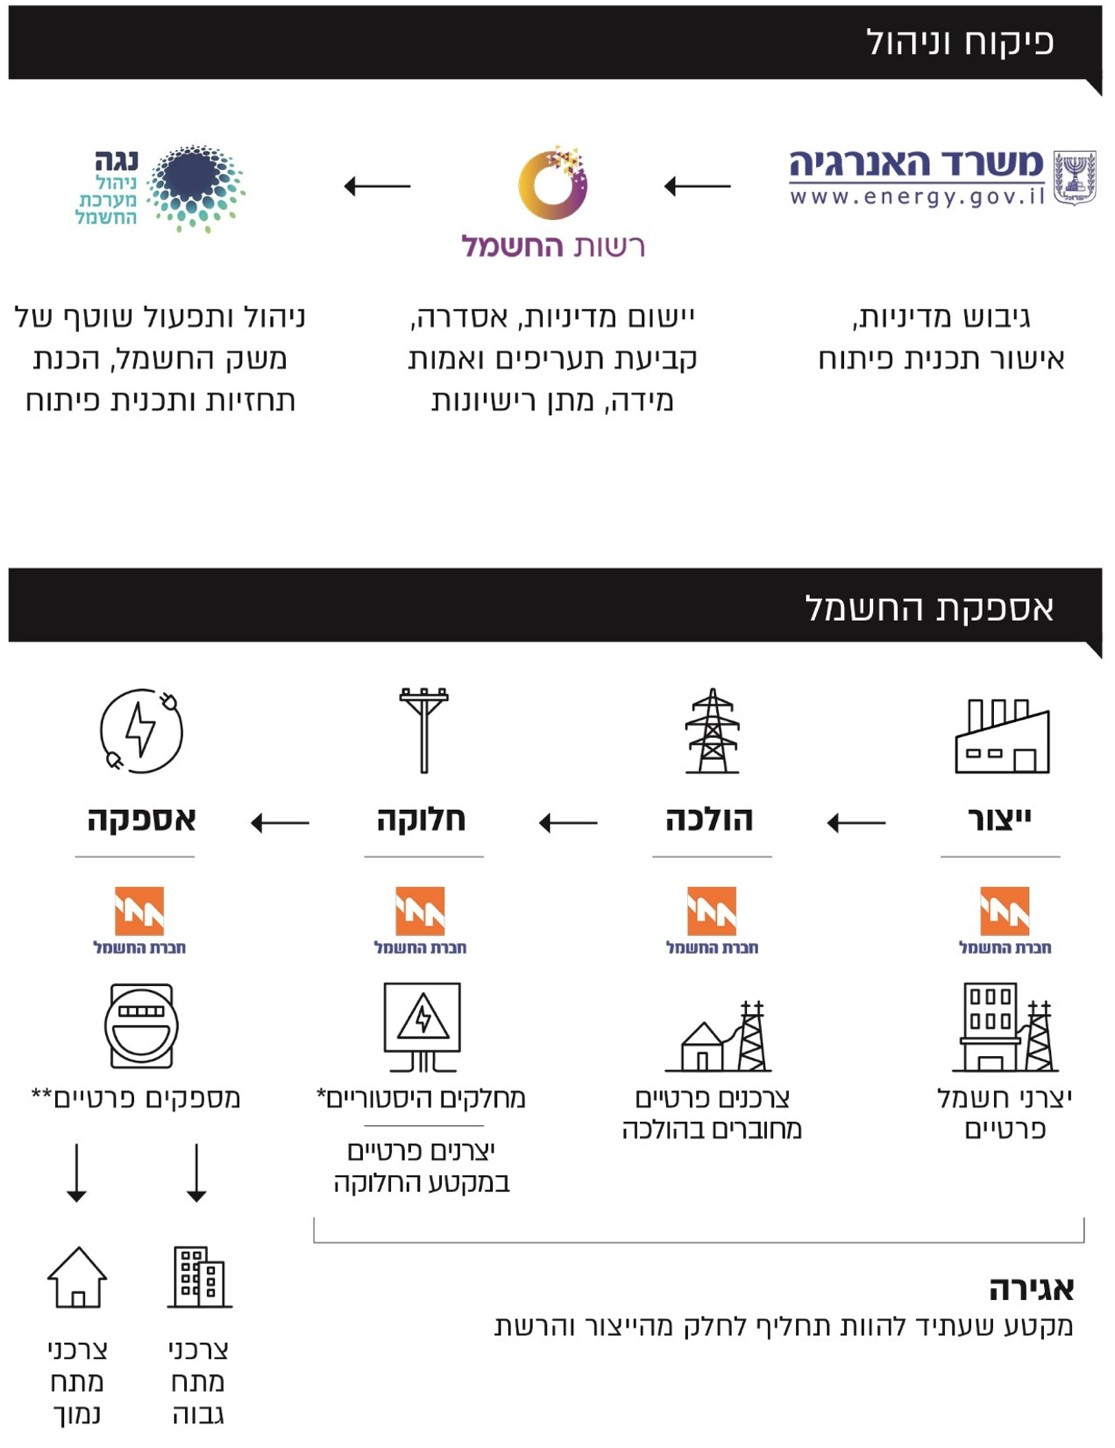 פיקוח וניהול
משרד האנרגיה
www.energy.gov.il
גיבוש מדיניות,
אישור תכנית פיתוח
רשות החשמל
יישום מדיניות, אסדרה,
קביעת תעריפים ואמות
מידה, מתן רישיונות
נגה
ניהול
מערכת
החשמל
ניהול ותפעול שוטף של
משק החשמל, הכנת
תחזיות ותכנית פיתוח
אספקת החשמל
ייצור
חברת החשמל
יצרני חשמל
פרטיים
הולכה
חברת החשמל
צרכנים פרטיים
מחוברים בהולכה
חלוקה
חברת החשמל
מחלקים היסטוריים*
יצרנים פרטיים
במקטע החלוקה
אספקה
חברת החשמל
מספקים פרטיים**
צרכני
מתח
גבוה
צרכני
מתח
נמוך
אגירה
מקטע שעתיד להוות תחליף לחלק מהייצור והרשת